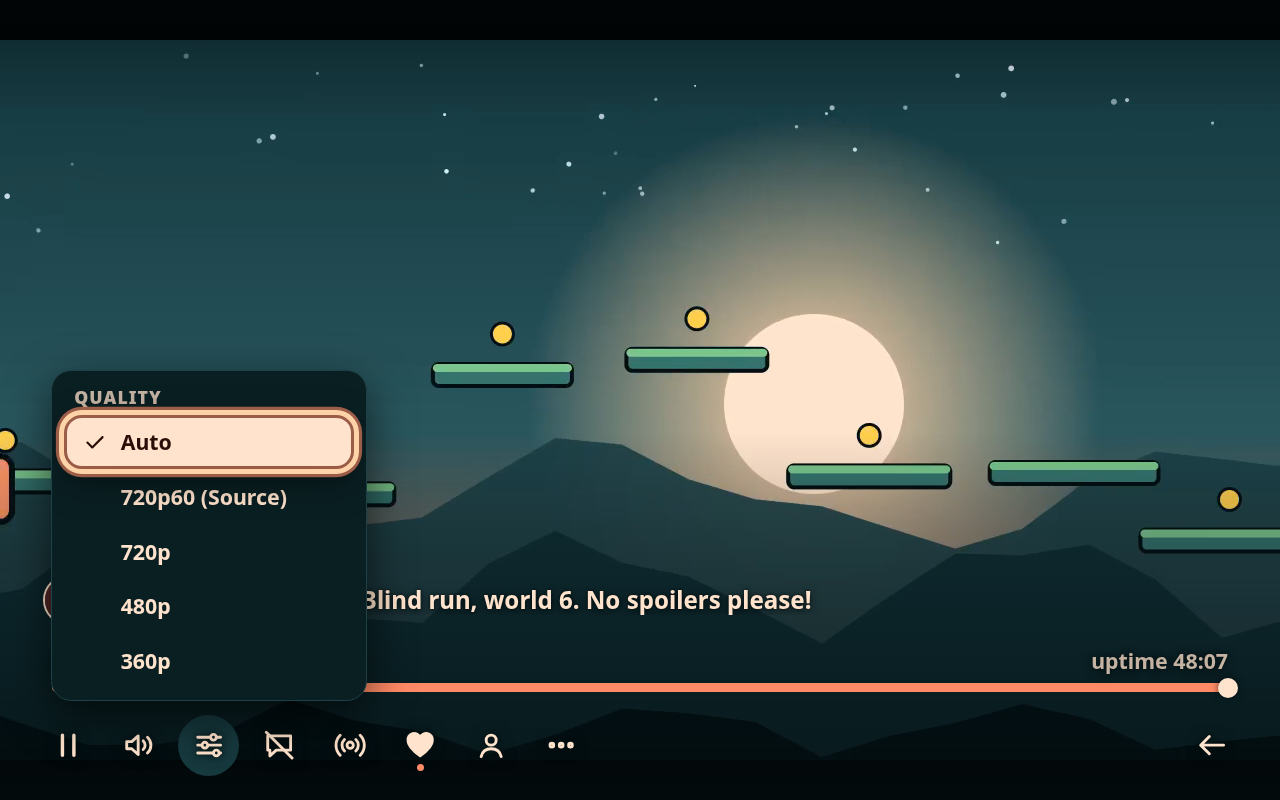 QUALITY
Auto
720p60 (Source)
720p
480p
360p
Blind run, world 6. No spoilers please!
uptime 48:07